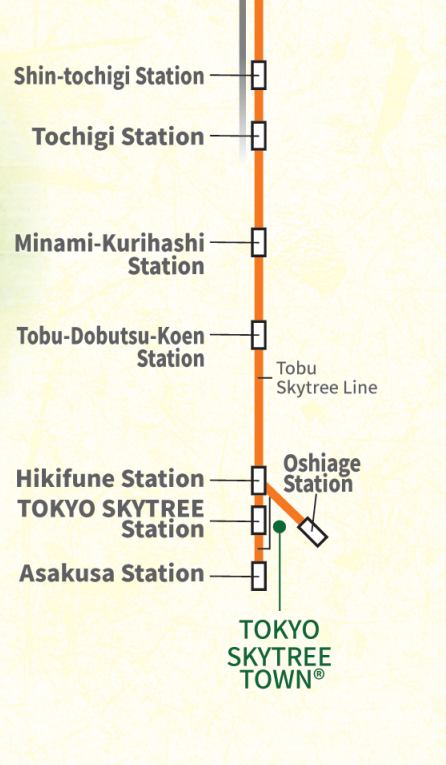 Shin-tochigi Station
Tochigi Station
Minami-Kurihashi
Station
Tobu-Dobutsu-Koen
Station
Tobu
Skytree Line
Hikifune Station
Oshiage
Station
TOKYO SKYTREE
Station
Asakusa Station
TOKYO
SKYTREE
TOWN®